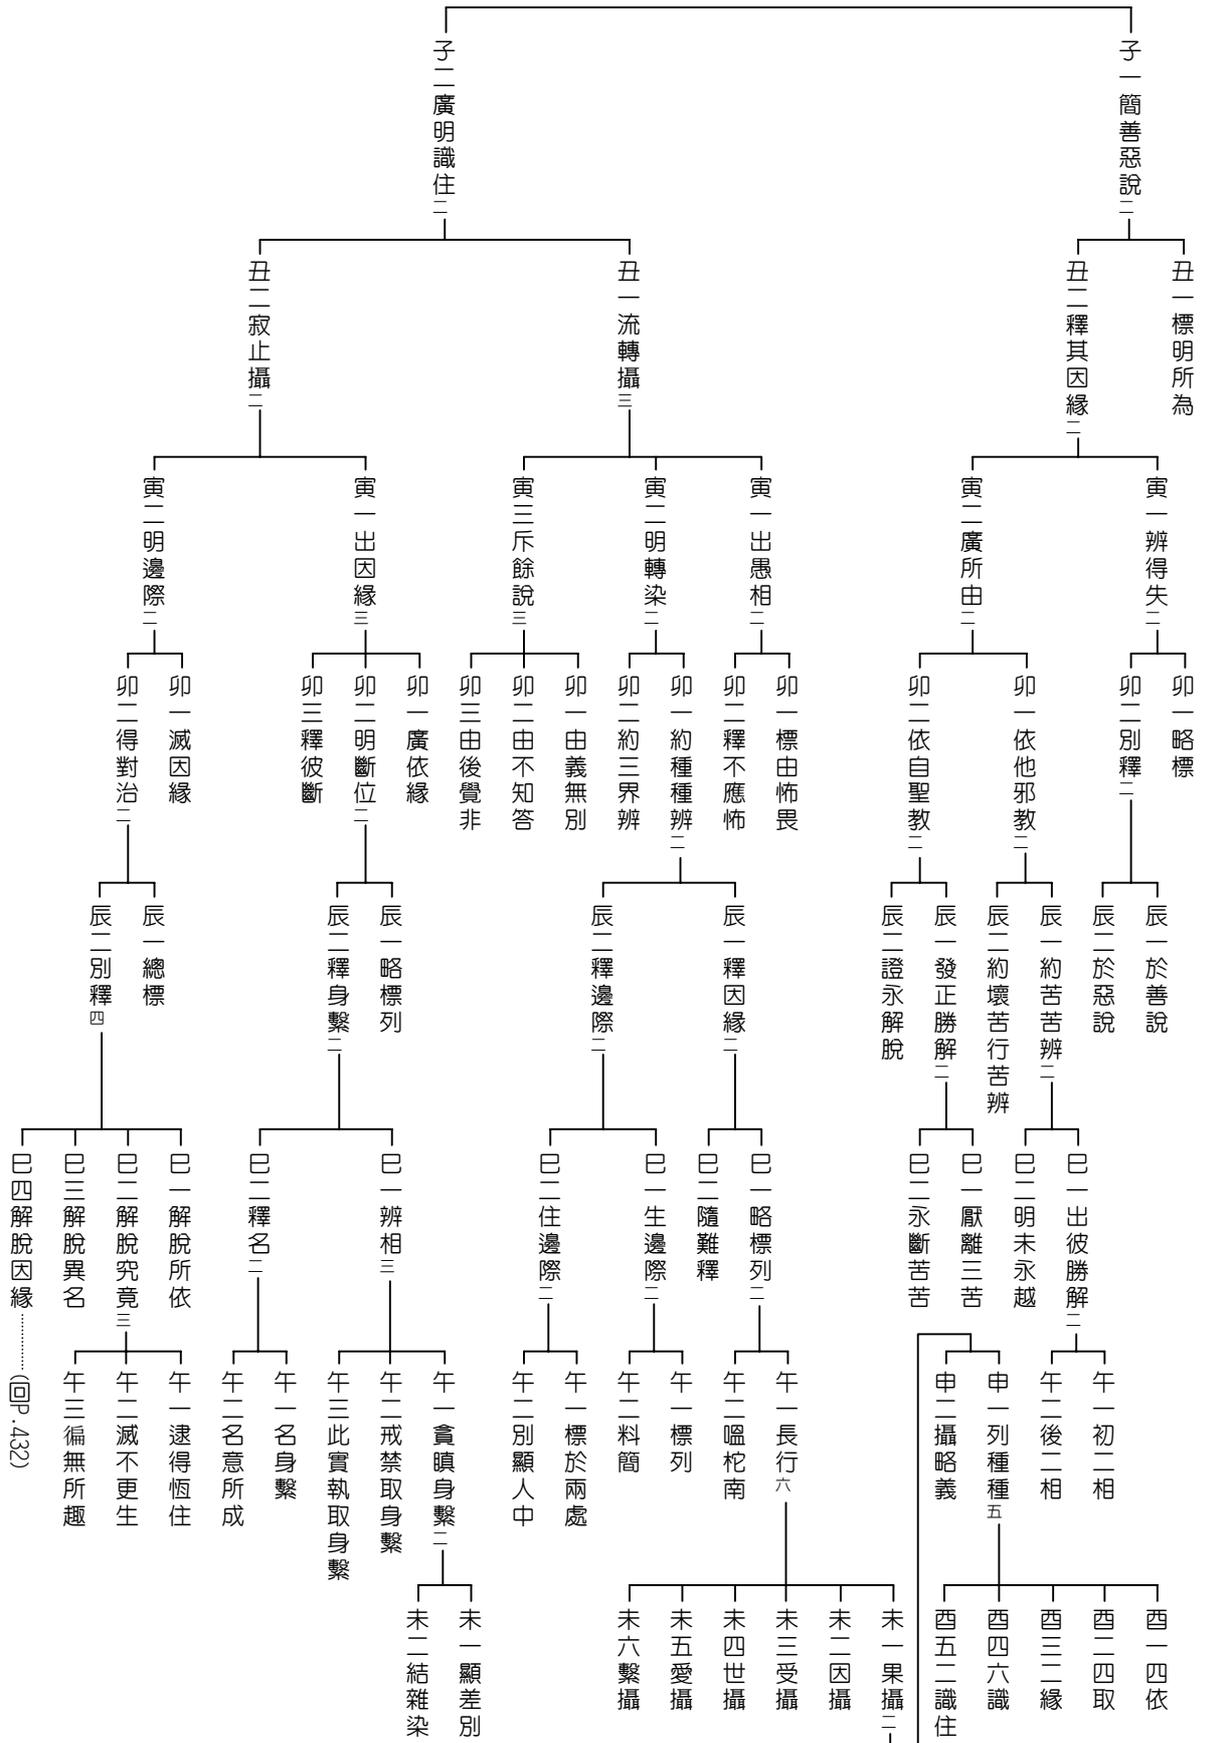 子一簡善惡說二
子二廣明識住二
丑一標明所為
丑二釋其因緣二
丑一流轉攝三
丑二寂止攝二
寅一辨得失二
寅二廣所由二
寅一出愚相二
寅二明轉染二
寅三斥餘說三
寅一出因緣三
寅二明邊際二
卯一略標
卯二別釋二
卯一依他邪教二
卯二依自聖教二
卯一標由怖畏
卯二釋不應怖
卯一約種種辨二
卯二約三界辨
卯一由義無別
卯二由不知答
卯三由後覺非
卯一廣依緣
卯二明斷位二
卯三釋彼斷
卯一滅因緣
卯二得對治二
辰一於善說
辰二於惡說
辰一約苦苦辨二
辰二約壞苦行苦辨
辰一發正勝解二
辰二證永解脫
辰一釋因緣二
辰二釋邊際二
辰一略標列
辰二釋身繫二
辰一總標
辰二別釋四
巳一出彼勝解二
巳二明未永越
巳一厭離三苦
巳二永斷苦苦
巳一略標列二
巳二隨難釋
巳一生邊際二
巳二住邊際二
巳一辨相三
巳二釋名二
巳一解脫所依
巳二解脫究竟三
巳三解脫異名
巳四解脫因緣…………(回P.432)
午一初二相
午二後二相
申一列種種五
申二攝略義
午一長行六
午二嗢柁南
午一標列
午二料簡
午一標於兩處
午二別顯人中
午一貪瞋身繫二
午二戒禁取身繫
午三此實執取身繫
午一名身繫
午二名意所成
午一逮得恆住
午二滅不更生
午三徧無所趣
酉一四依
酉二四取
酉三二緣
酉四六識
酉五二識住
未一果攝二
未二因攝
未三受攝
未四世攝
未五愛攝
未六繫攝
未一顯差別
未二結雜染